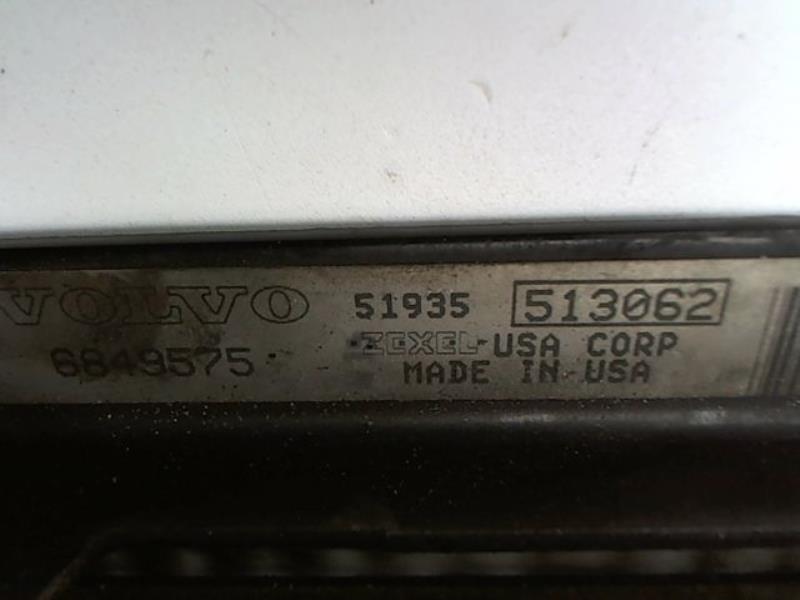 VOLVO 51935 513062
6849575 ZEXEL USA CORP
MADE IN USA